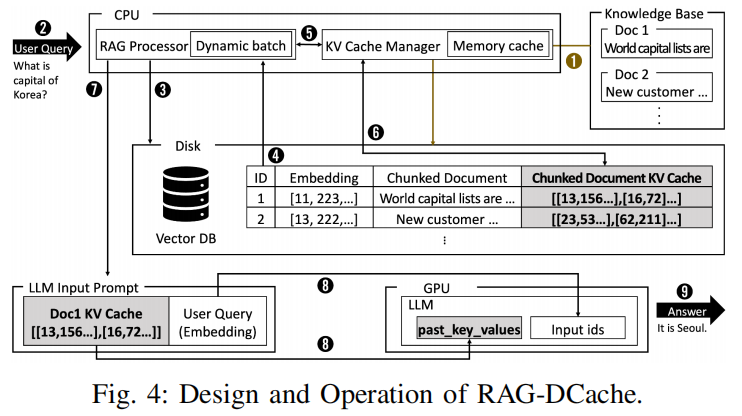 CPU
Knowledge Base
❷
User Query
What is
capital of
Korea?
RAG Processor
Dynamic batch
❺
KV Cache Manager
Memory cache
❶
Doc 1
World capital lists are
Doc 2
New customer ...
⋮
❼
❸
❻
Disk
❹
Vector DB
ID Embedding Chunked Document Chunked Document KV Cache
1 [11, 223,...] World capital lists are ... [[13,156...],[16,72]...]
2 [13, 222,...] New customer ... [[23,53...],[62,211]...]
⋮
LLM Input Prompt
Doc1 KV Cache
[[13,156...],[16,72...]]
User Query
(Embedding)
❽
❽
GPU
LLM
past_key_values
Input ids
❾
Answer
It is Seoul.
Fig. 4: Design and Operation of RAG-DCache.